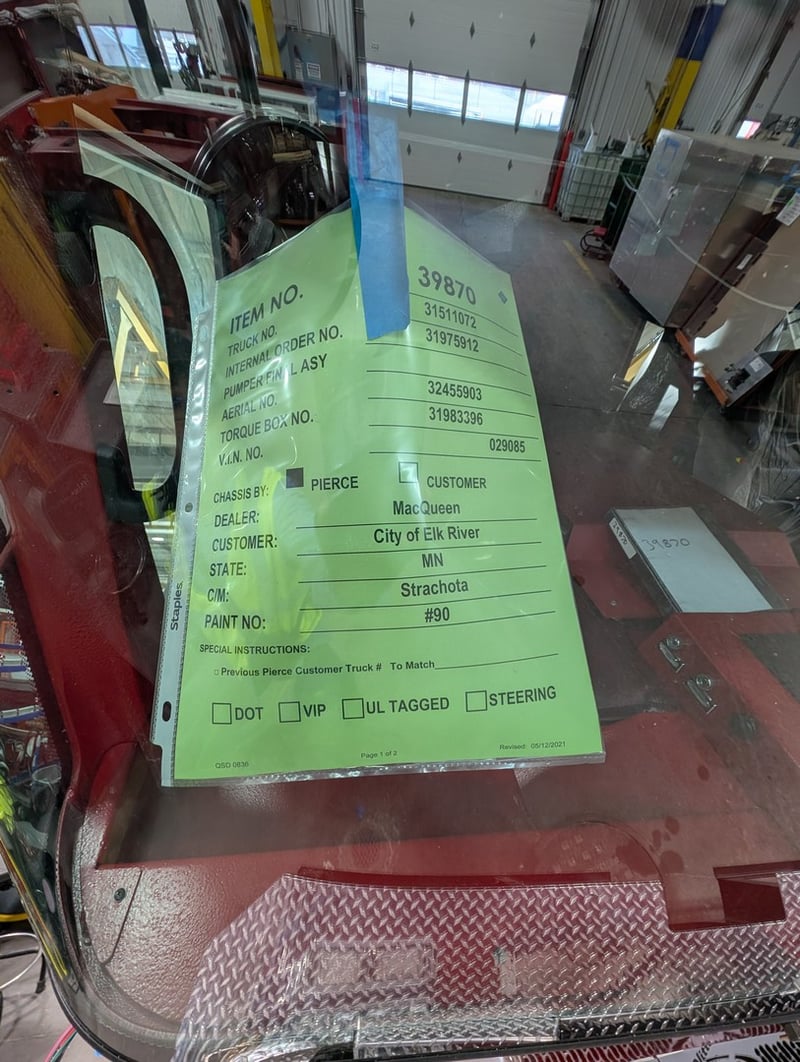 ITEM NO. 39870
TRUCK NO. 31511072
INTERNAL ORDER NO. 31975912
PUMPER FINAL ASY
AERIAL NO. 32455903
TORQUE BOX NO. 31983396
V.I.N. NO. 029085
CHASSIS BY: PIERCE CUSTOMER
DEALER: MacQueen
CUSTOMER: City of Elk River
STATE: MN
C/M: Strachota
PAINT NO: #90
SPECIAL INSTRUCTIONS:
Previous Pierce Customer Truck # To Match
DOT VIP UL TAGGED STEERING
QSD 0836 Page 1 of 2 Revised: 05/12/2021
Staples
39870
39870